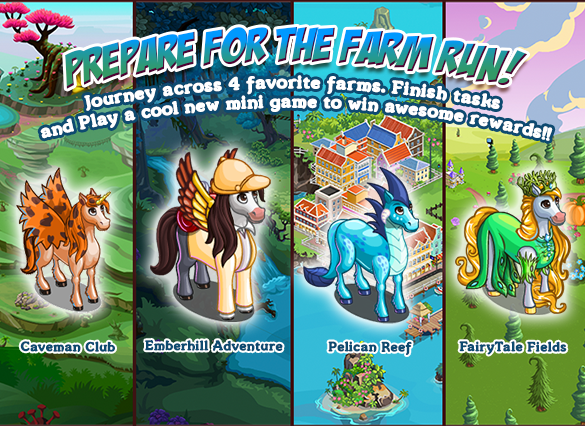 PREPARE FOR THE FARM RUN!
Journey across 4 favorite farms. Finish tasks
and Play a cool new mini game to win awesome rewards!!
Caveman Club
Emberhill Adventure
Pelican Reef
FairyTale Fields